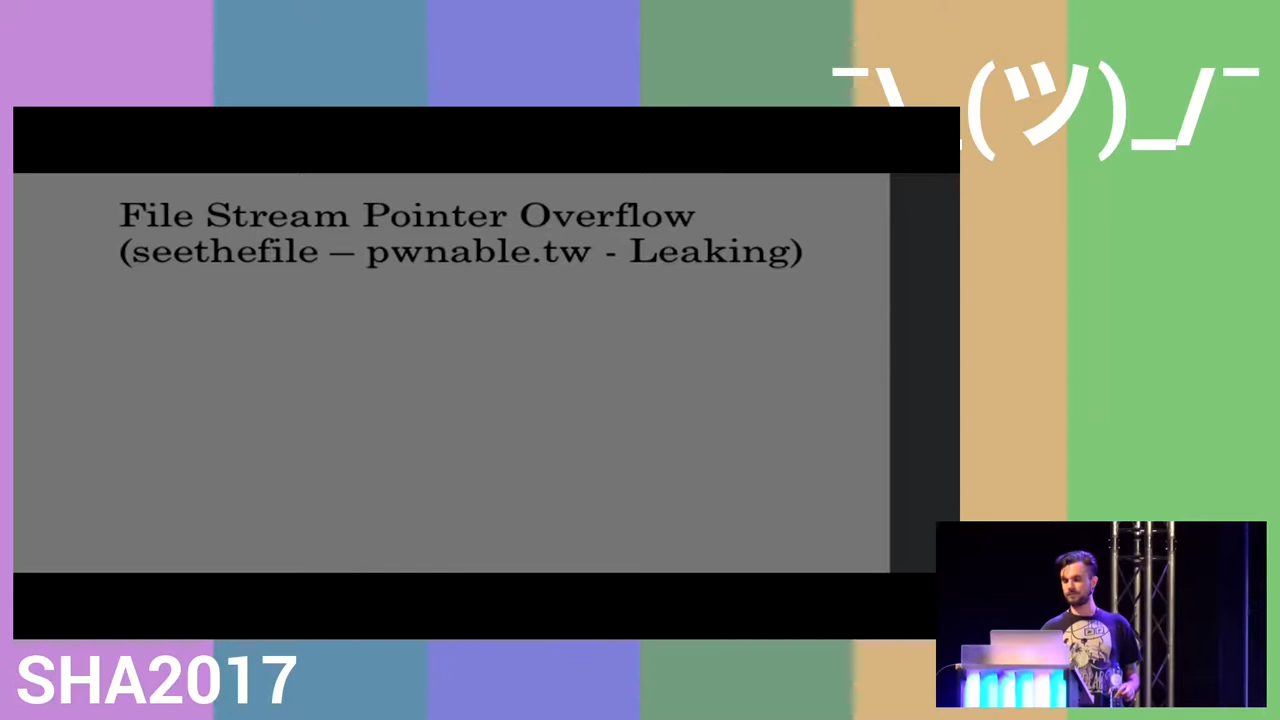 ¯\_(ツ)_/¯
File Stream Pointer Overflow
(seethefile – pwnable.tw - Leaking)
SHA2017